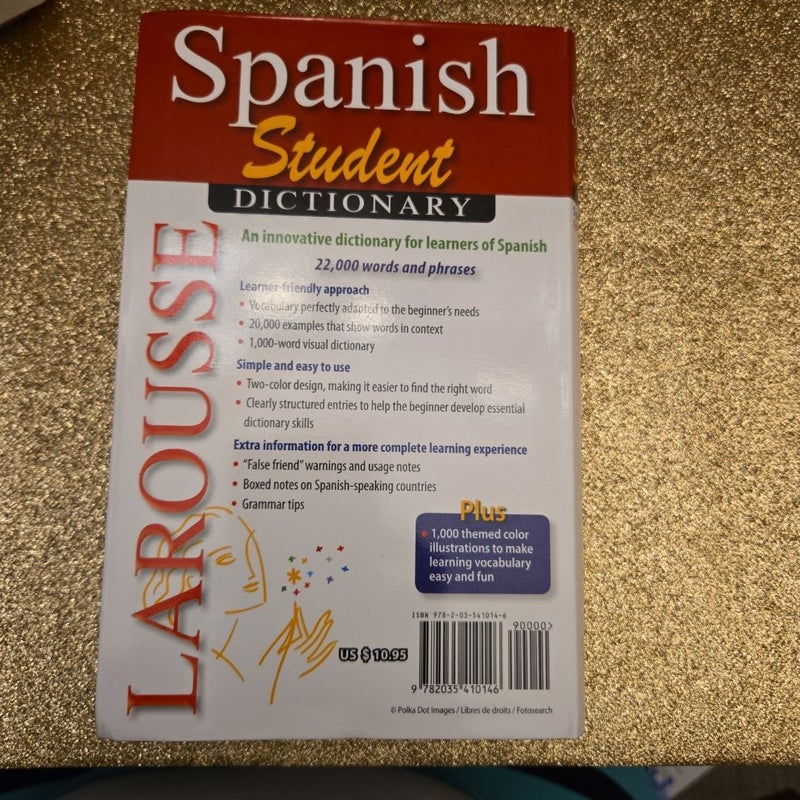 Spanish
Student
DICTIONARY
LAROUSSE
An innovative dictionary for learners of Spanish
22,000 words and phrases
Learner-friendly approach
• Vocabulary perfectly adapted to the beginner's needs
• 20,000 examples that show words in context
• 1,000-word visual dictionary
Simple and easy to use
• Two-color design, making it easier to find the right word
• Clearly structured entries to help the beginner develop essential
dictionary skills
Extra information for a more complete learning experience
• "False friend" warnings and usage notes
• Boxed notes on Spanish-speaking countries
• Grammar tips
Plus
• 1,000 themed color
illustrations to make
learning vocabulary
easy and fun
ISBN 978-2-03-541014-6
90000>
US $ 10.95
9 782035 410146
© Polka Dot Images / Libres de droits / Fotosearch